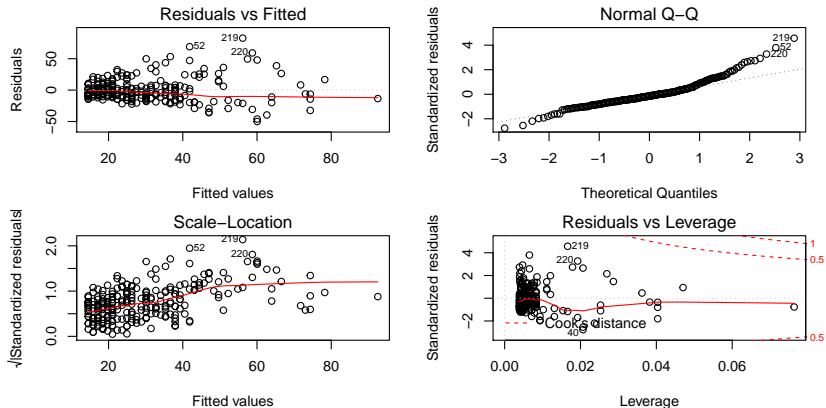 Residuals vs Fitted
Residuals
50
0
−50
219
52
220
20 40 60 80
Fitted values
Normal Q−Q
Standardized residuals
4
2
0
−2
219
52
220
−3 −2 −1 0 1 2 3
Theoretical Quantiles
Scale−Location
√|Standardized residuals|
2.0
1.0
0.0
219
52
220
20 40 60 80
Fitted values
Residuals vs Leverage
Standardized residuals
4
2
0
−2
219
220
40
Cook's distance
1
0.5
0.5
0.00 0.02 0.04 0.06
Leverage